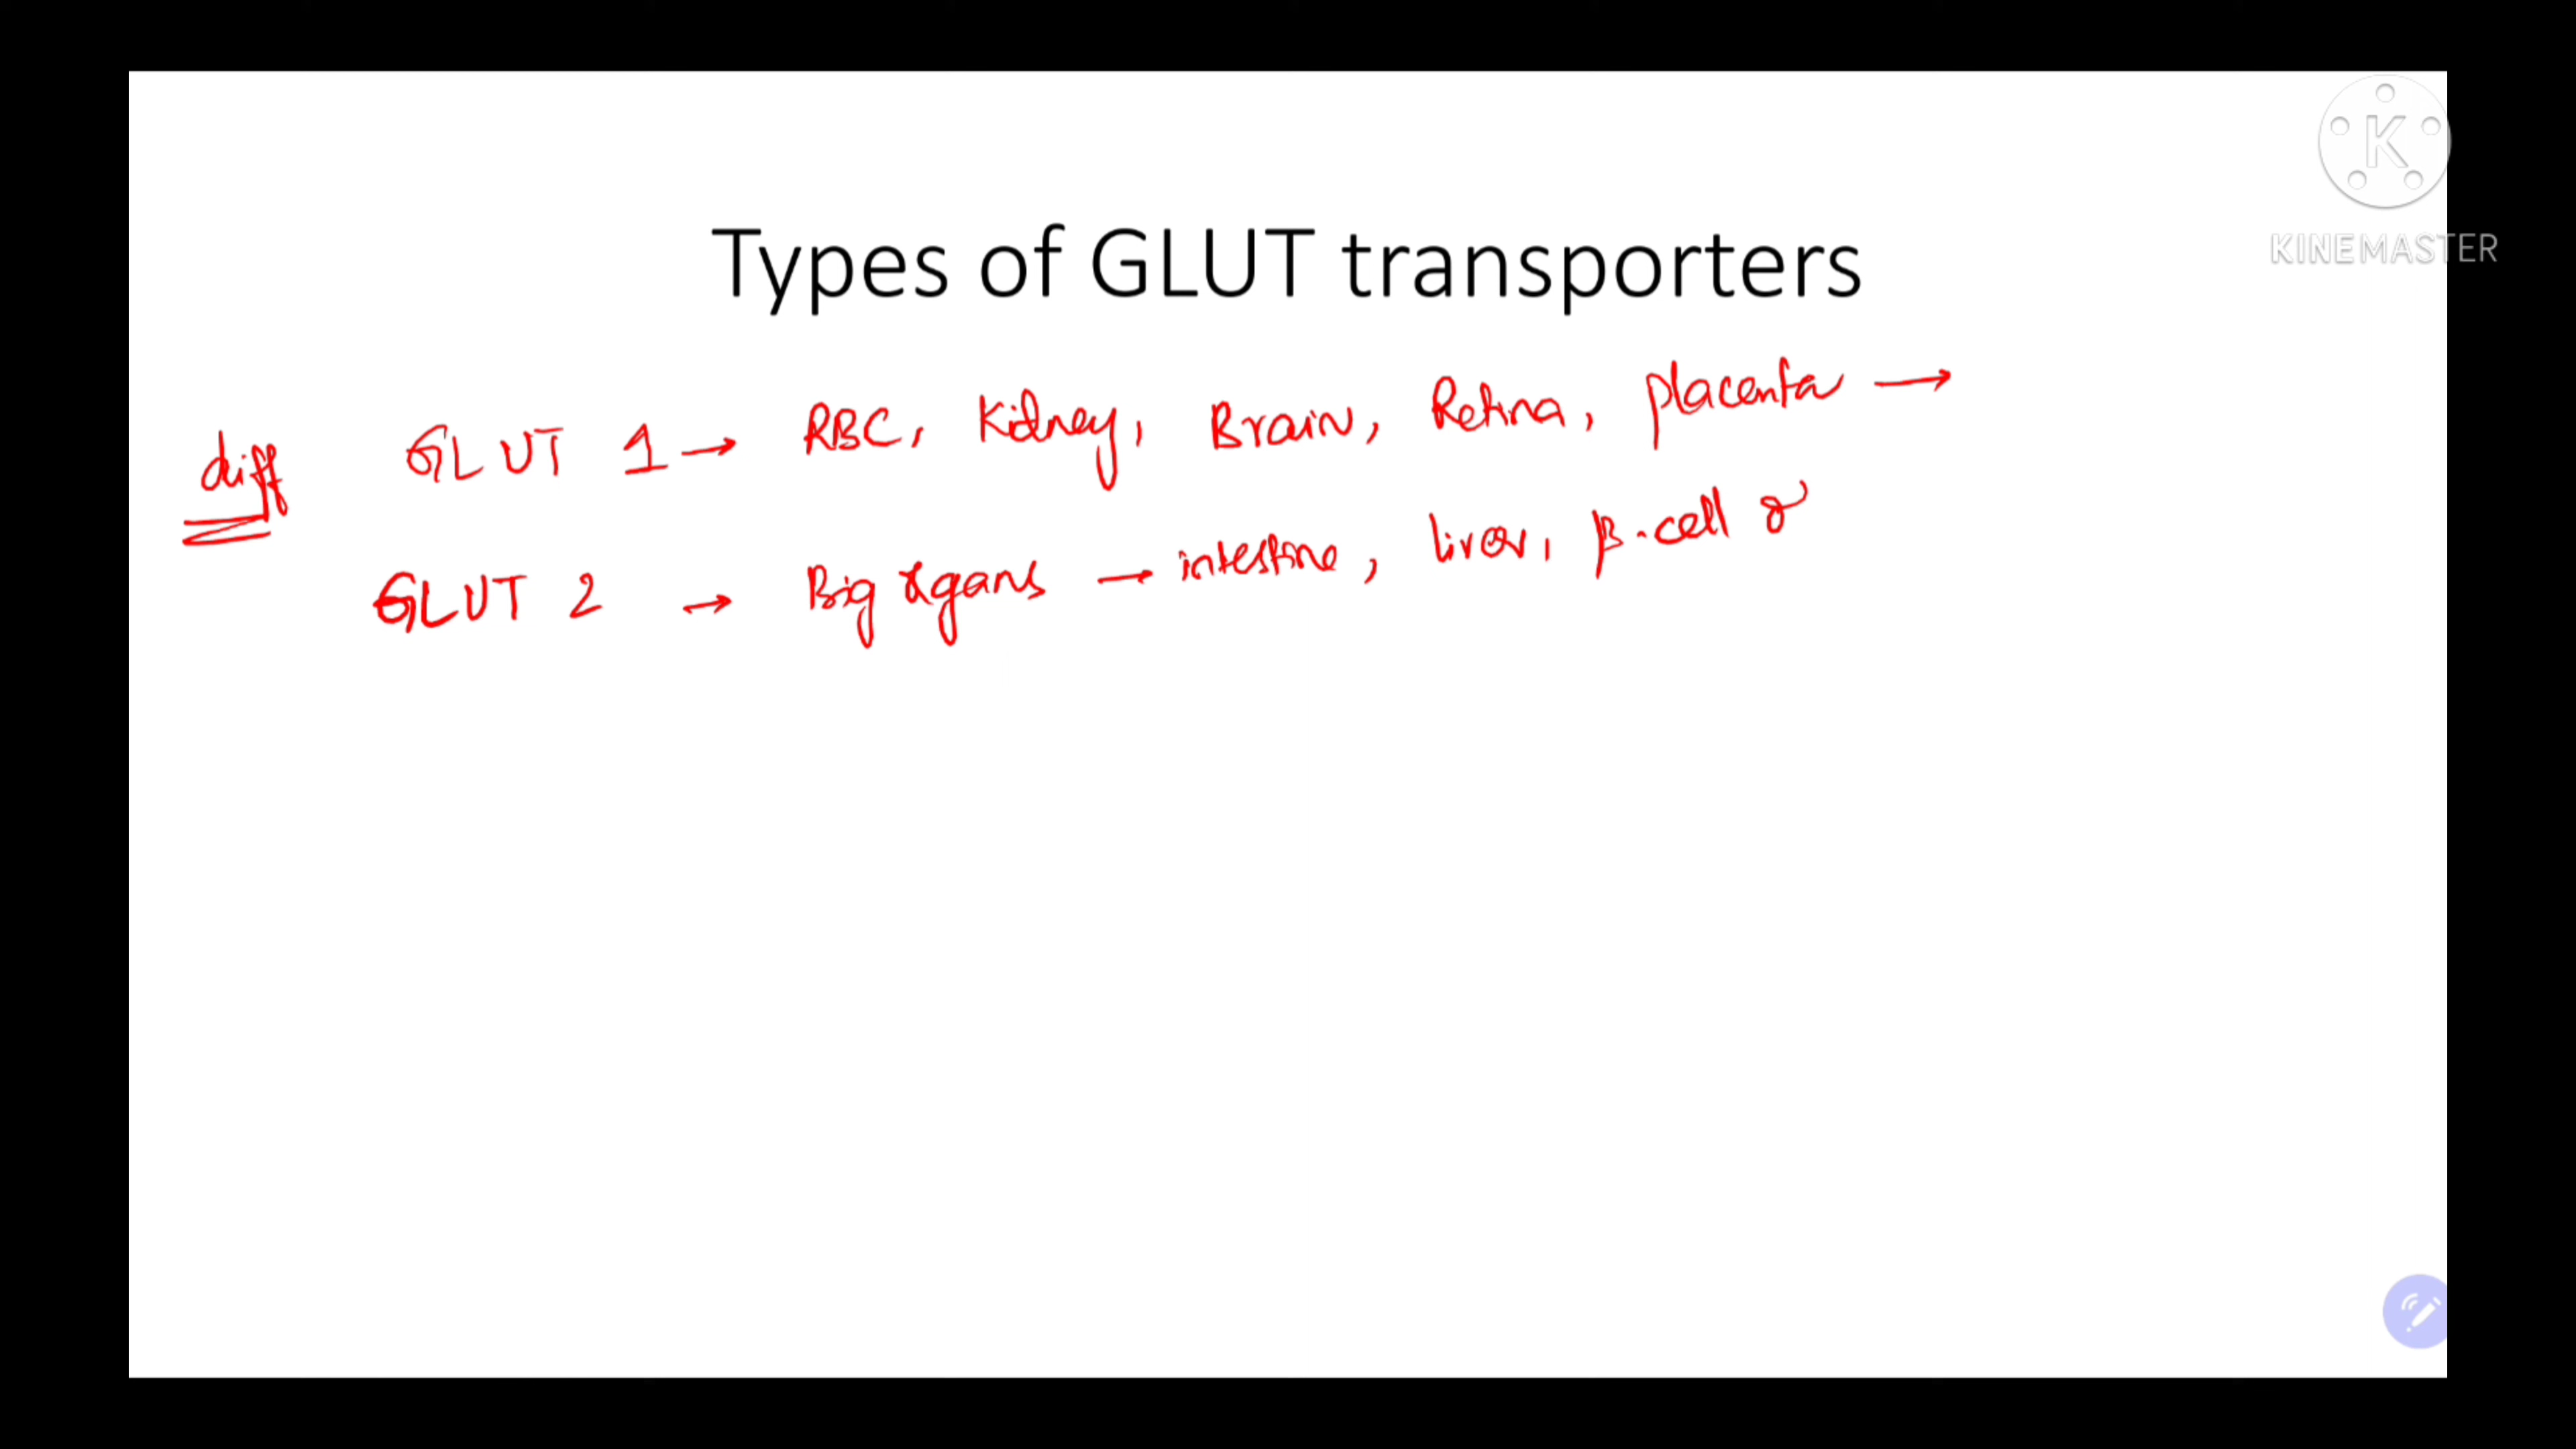 KINEMASTER
Types of GLUT transporters
diff GLUT 1 → RBC, Kidney, Brain, Retina, placenta →
GLUT 2 → Big organs → intestine, liver, β-cell